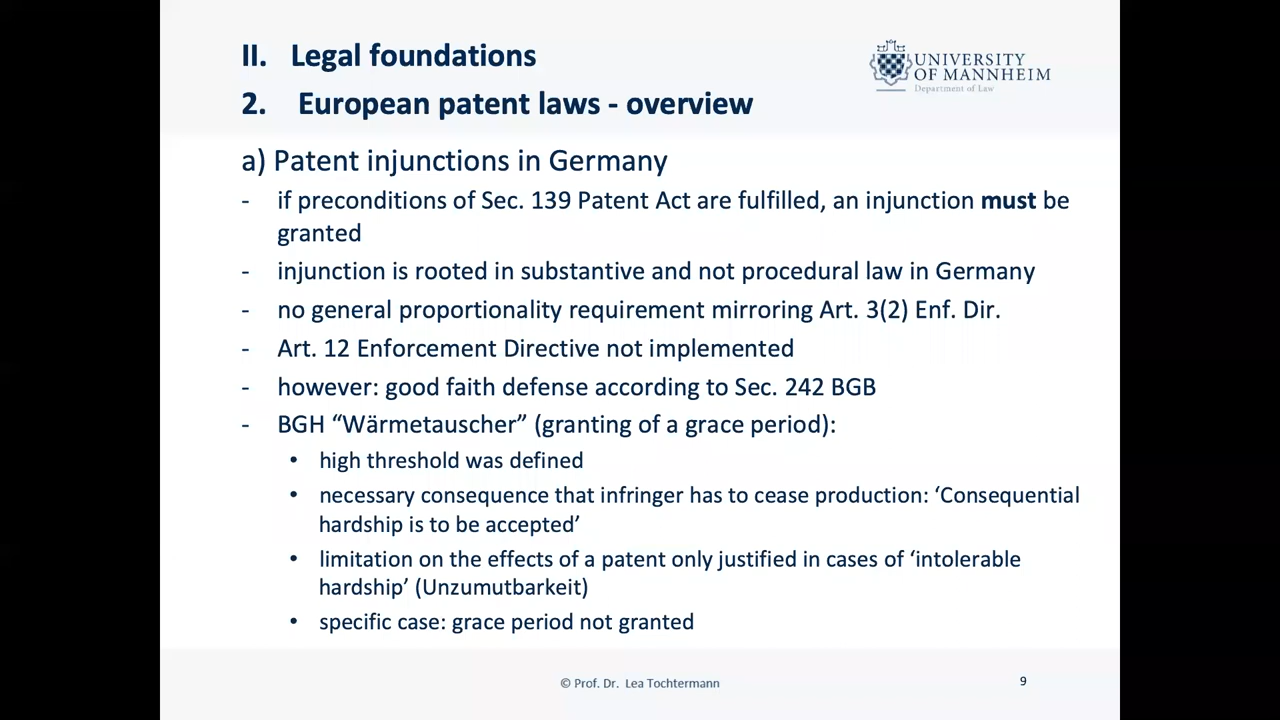 II. Legal foundations
UNIVERSITY
OF MANNHEIM
Department of Law
2. European patent laws - overview
a) Patent injunctions in Germany
- if preconditions of Sec. 139 Patent Act are fulfilled, an injunction must be
granted
- injunction is rooted in substantive and not procedural law in Germany
- no general proportionality requirement mirroring Art. 3(2) Enf. Dir.
- Art. 12 Enforcement Directive not implemented
- however: good faith defense according to Sec. 242 BGB
- BGH “Wärmetauscher” (granting of a grace period):
• high threshold was defined
• necessary consequence that infringer has to cease production: ‘Consequential
hardship is to be accepted’
• limitation on the effects of a patent only justified in cases of ‘intolerable
hardship’ (Unzumutbarkeit)
• specific case: grace period not granted
© Prof. Dr. Lea Tochtermann
9